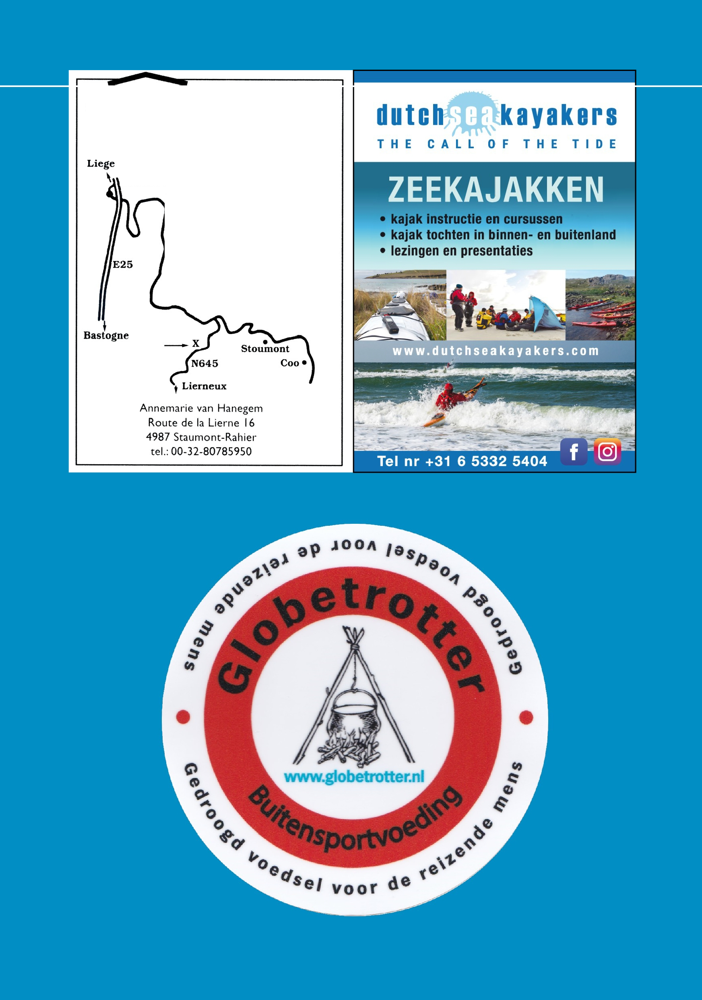 Liege
E25
Bastogne
X
Stoumont
Coo
N645
Lierneux
Annemarie van Hanegem
Route de la Lierne 16
4987 Staumont-Rahier
tel.: 00-32-80785950
dutchseakayakers
THE CALL OF THE TIDE
ZEEKAJAKKEN
• kajak instructie en cursussen
• kajak tochten in binnen- en buitenland
• lezingen en presentaties
www.dutchseakayakers.com
Tel nr +31 6 5332 5404
Gedroogd voedsel voor de reizende mens
Globetrotter
www.globetrotter.nl
Buitensportvoeding
Gedroogd voedsel voor de reizende mens